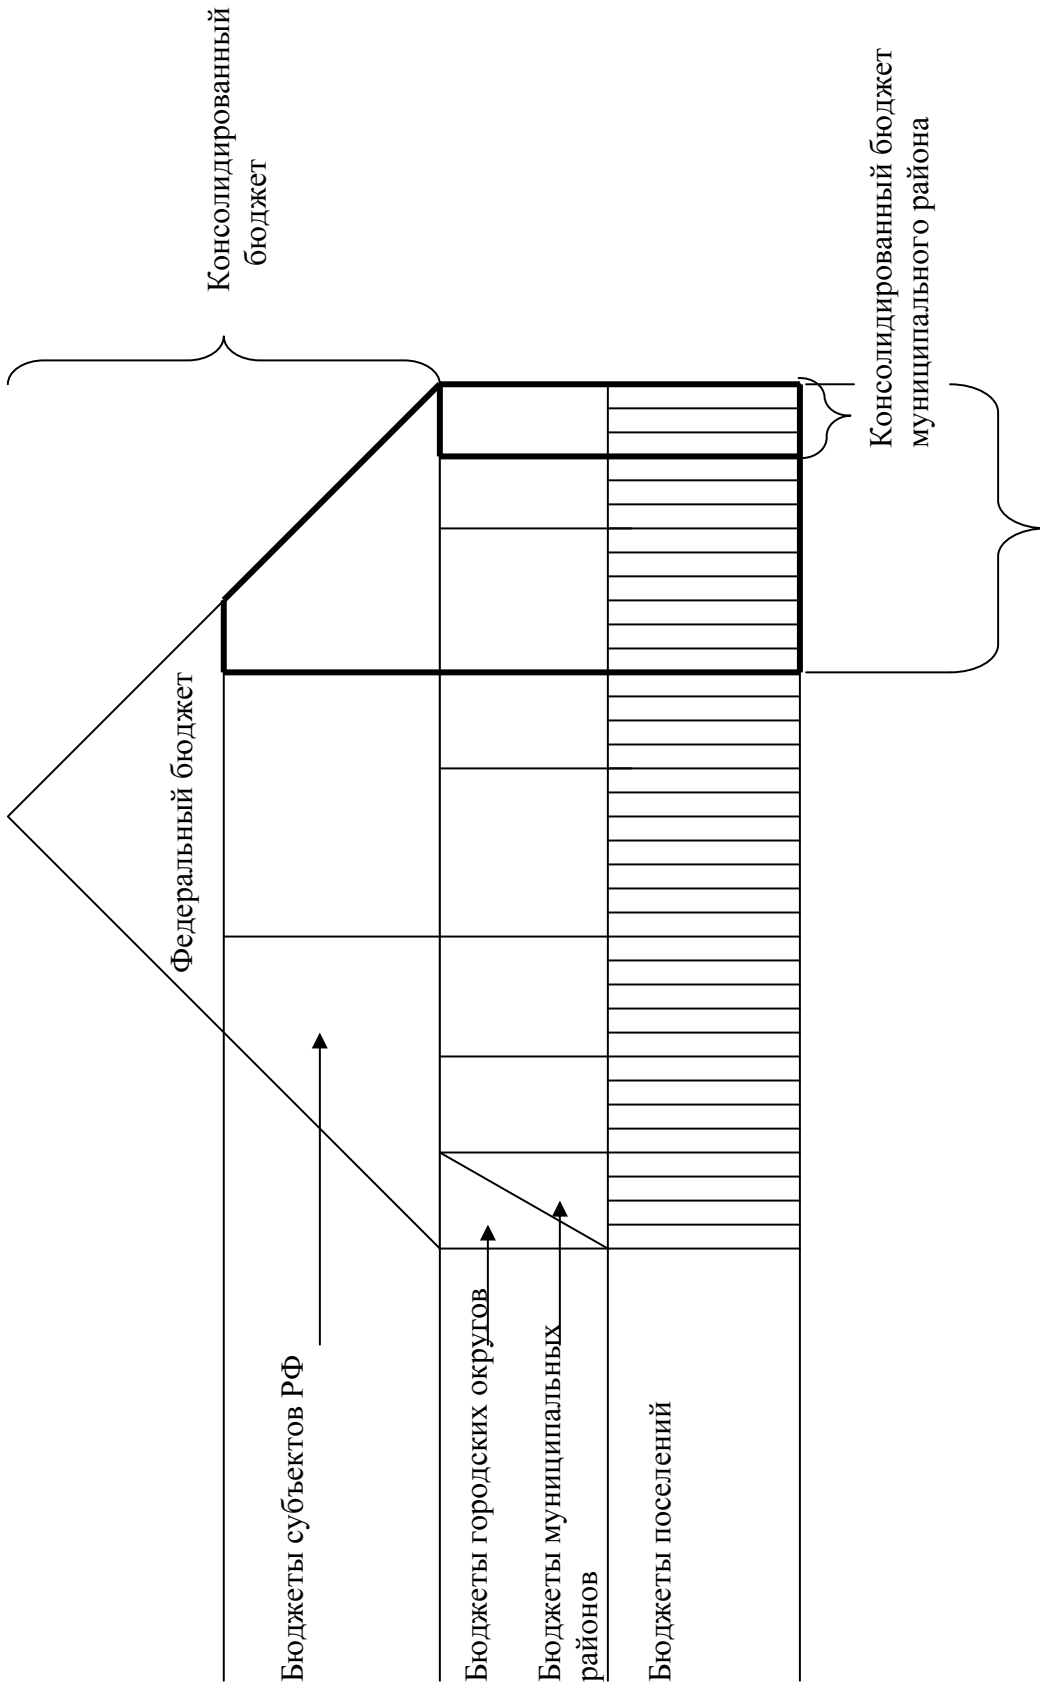 Консолидированный
бюджет
Федеральный бюджет
Бюджеты субъектов РФ
Бюджеты городских округов
Бюджеты муниципальных
районов
Бюджеты поселений
Консолидированный бюджет
муниципального района